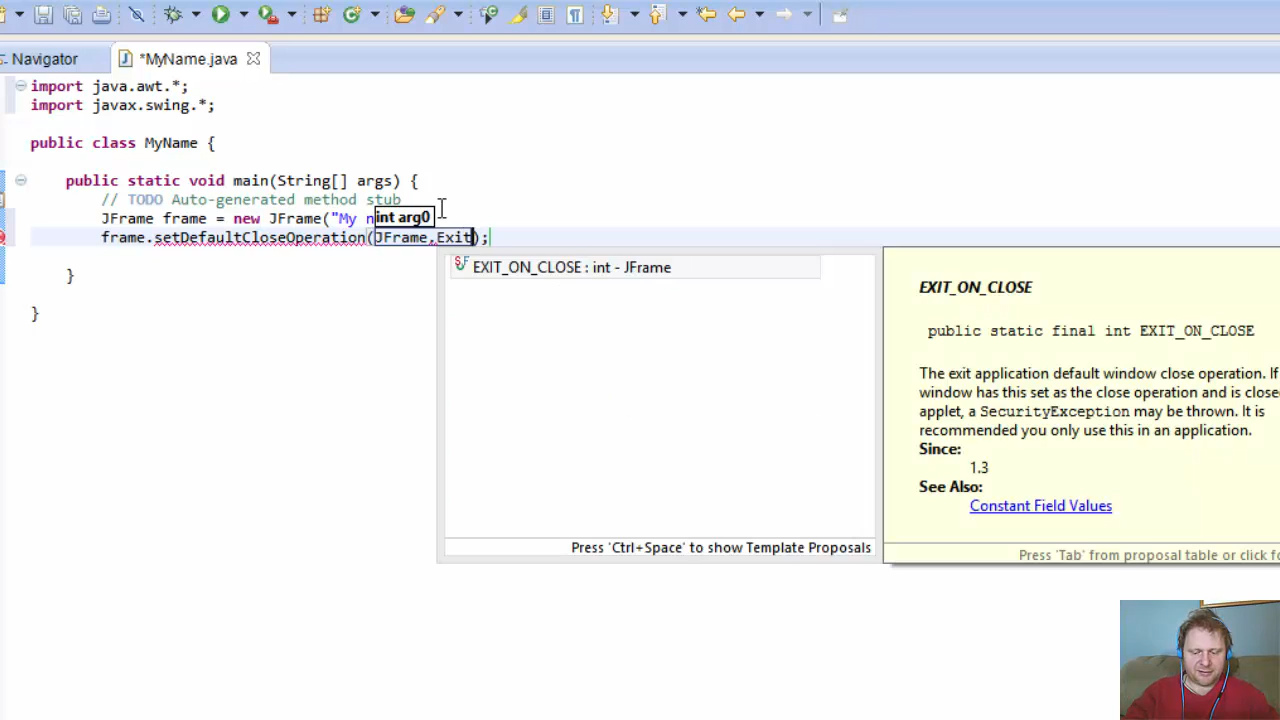 Navigator
*MyName.java
import java.awt.*;
import javax.swing.*;
public class MyName {
public static void main(String[] args) {
// TODO Auto-generated method stub
JFrame frame = new JFrame("My n
int arg0
frame.setDefaultCloseOperation(JFrame.Exit);
}
}
EXIT_ON_CLOSE : int - JFrame
Press 'Ctrl+Space' to show Template Proposals
EXIT_ON_CLOSE
public static final int EXIT_ON_CLOSE
The exit application default window close operation. If
window has this set as the close operation and is close
applet, a SecurityException may be thrown. It is
recommended you only use this in an application.
Since:
1.3
See Also:
Constant Field Values
Press 'Tab' from proposal table or click fo